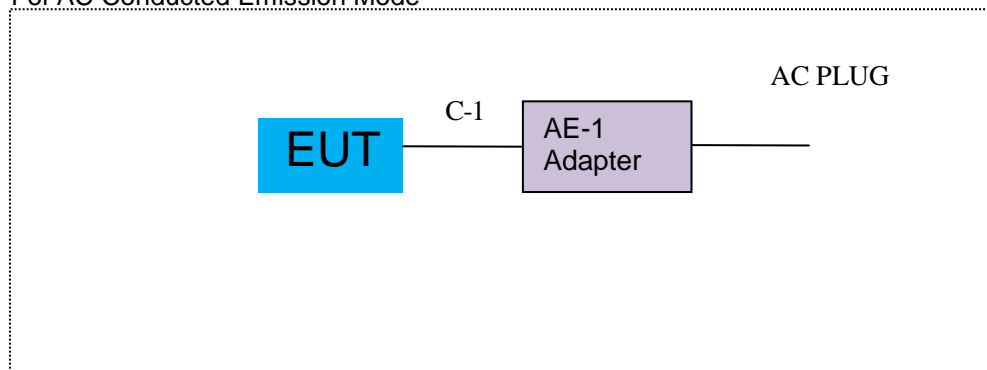 For AC Conducted Emission Mode
AC PLUG
C-1
EUT
AE-1
Adapter